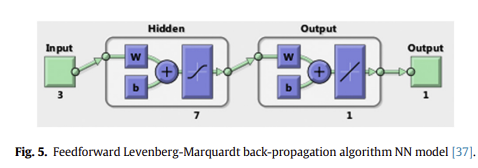 Hidden
Output
Input
Output
W
W
b
b
3
7
1
1
Fig. 5. Feedforward Levenberg-Marquardt back-propagation algorithm NN model [37].